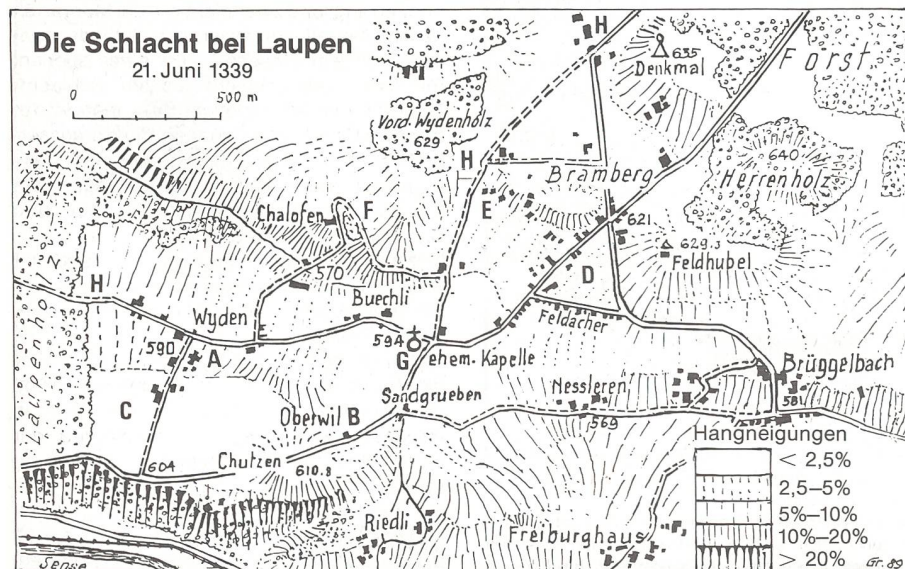 Die Schlacht bei Laupen
21. Juni 1339
0 500 m
H
635
Denkmal
Forst
Vord. Wydenholz
629
H
Bramberg
640
Herrenholz
Chalofen
F
E
621
629.3
Feldhubel
570
D
H
Buechli
Wyden
Feldacher
594
590
A
G
ehem. Kapelle
Laupenholz
C
Nessleren
Brüggelbach
581
Sandgrueben
Oberwil
B
569
604
Chutzen
610.8
Hangneigungen
< 2,5%
2,5–5%
5%–10%
10%–20%
> 20%
Riedli
Freiburghaus
Sense
Gr. 89